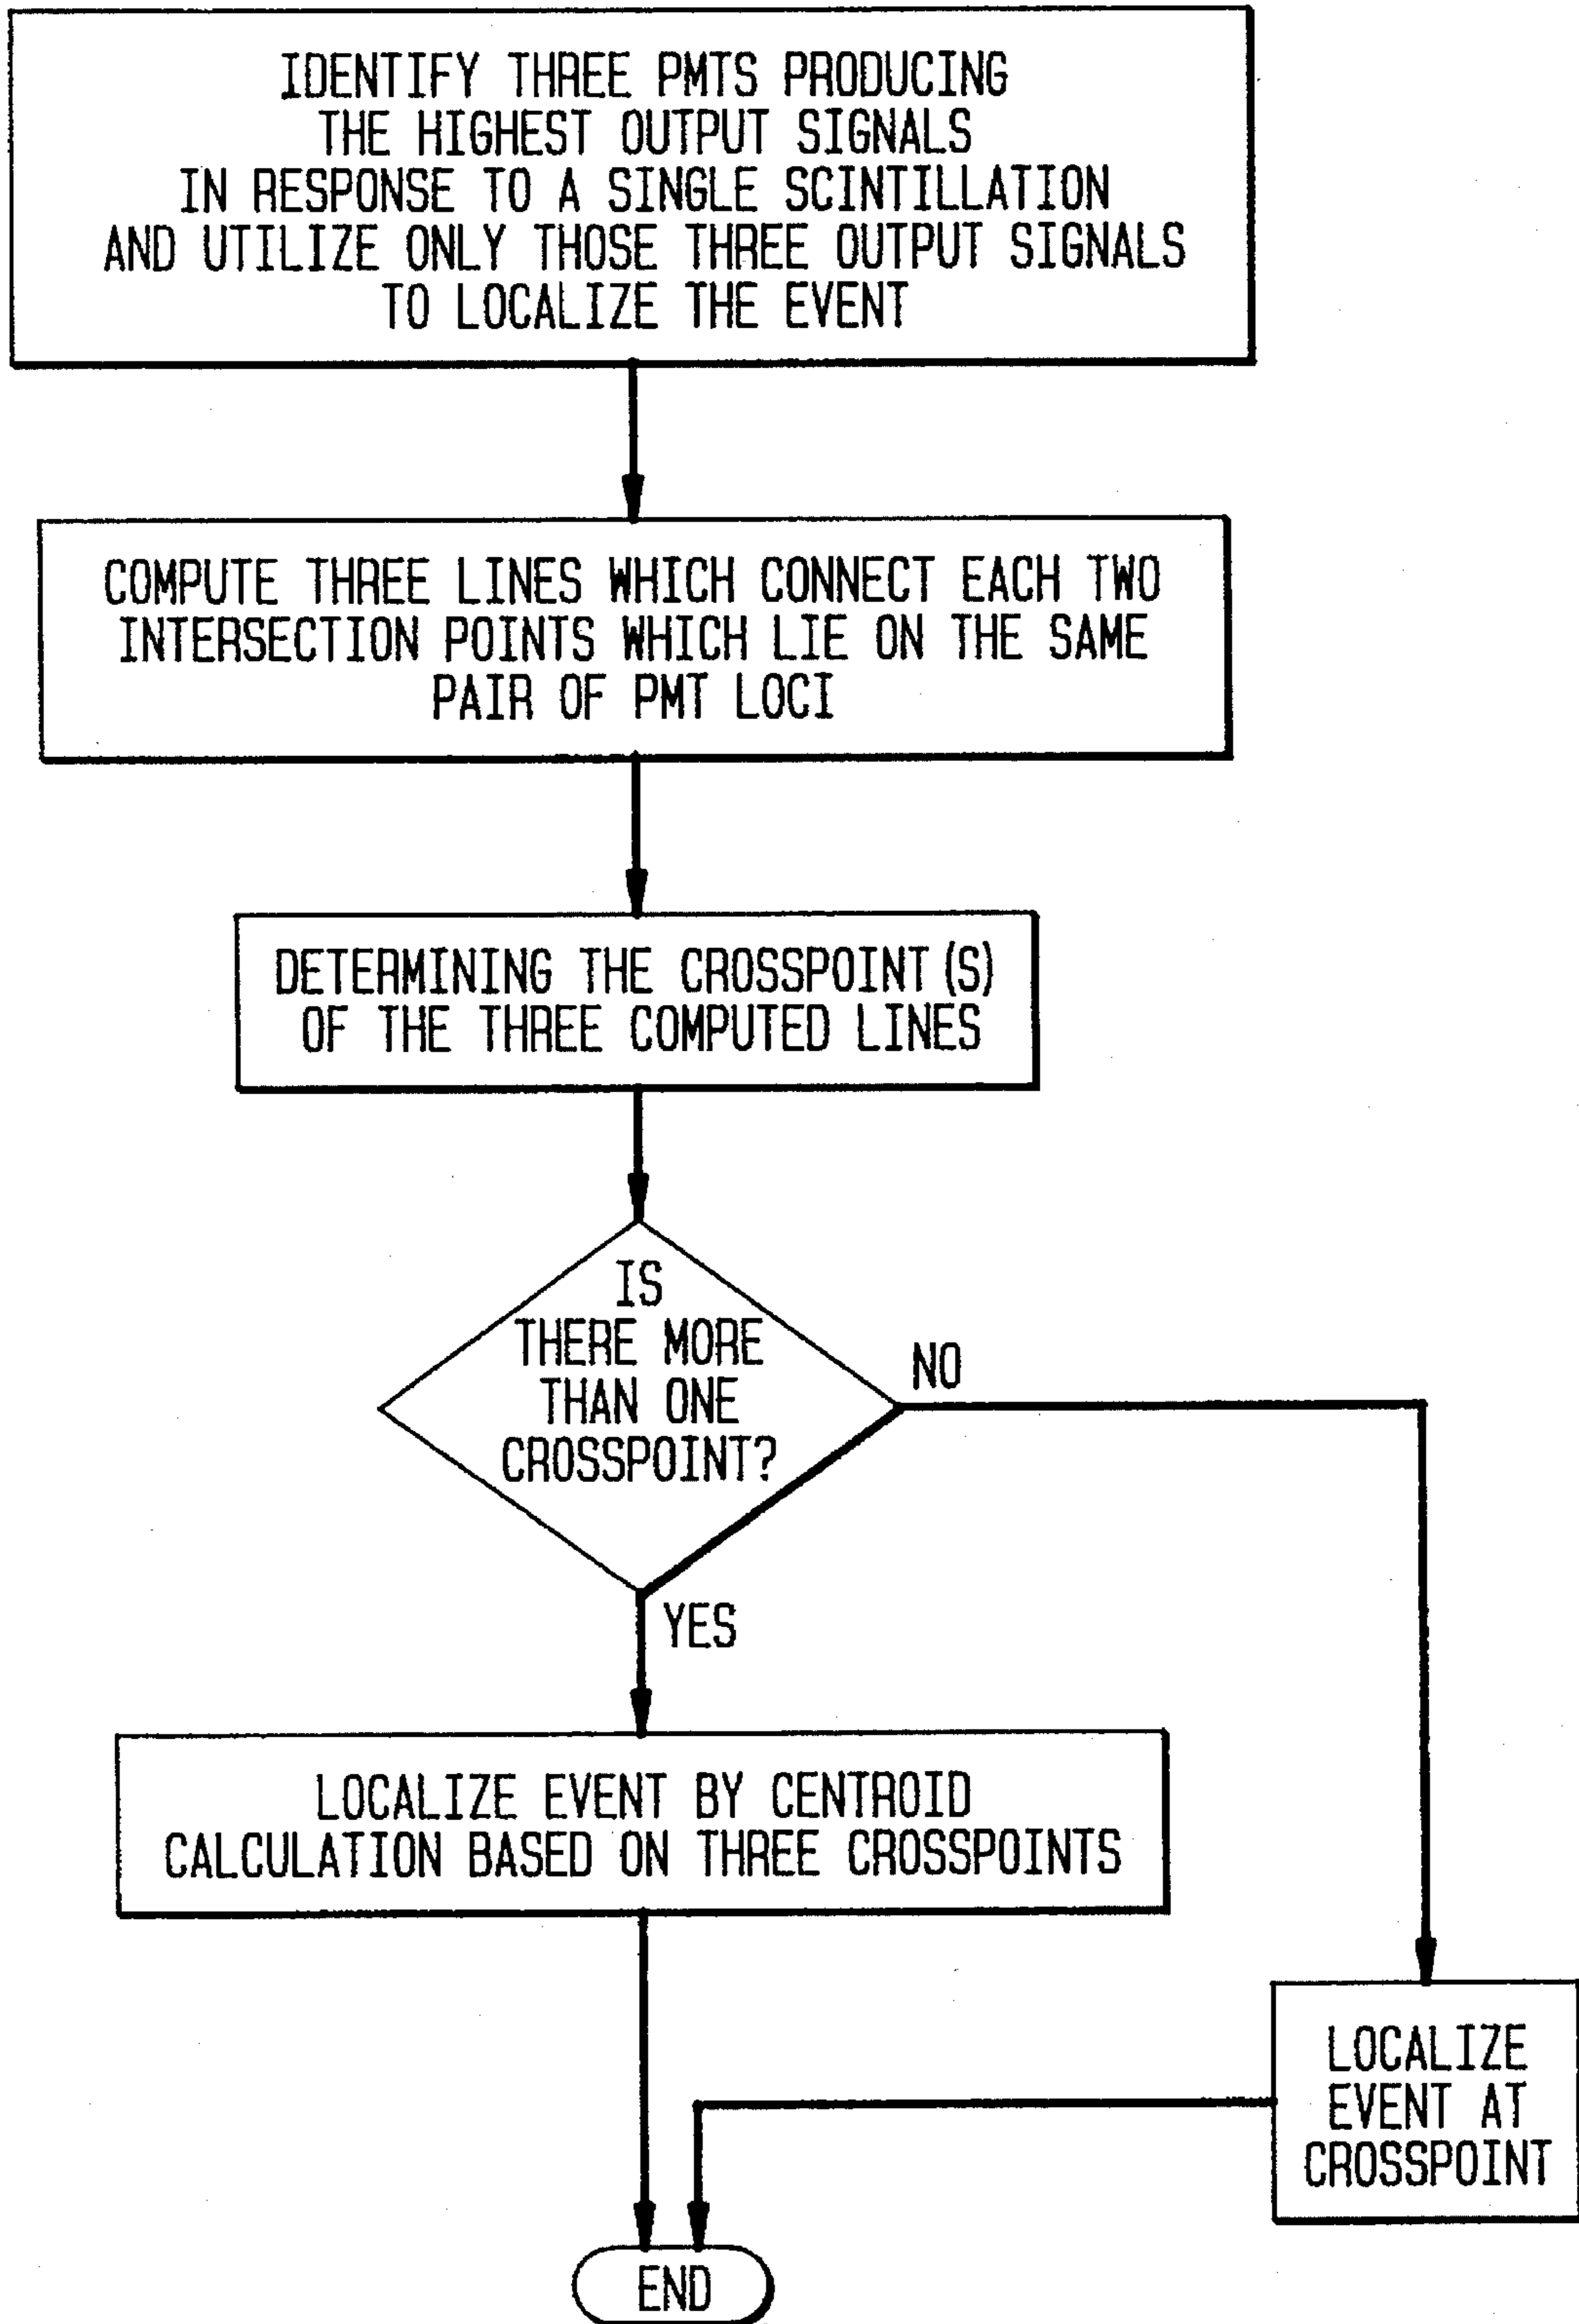 IDENTIFY THREE PMTS PRODUCING
THE HIGHEST OUTPUT SIGNALS
IN RESPONSE TO A SINGLE SCINTILLATION
AND UTILIZE ONLY THOSE THREE OUTPUT SIGNALS
TO LOCALIZE THE EVENT
COMPUTE THREE LINES WHICH CONNECT EACH TWO
INTERSECTION POINTS WHICH LIE ON THE SAME
PAIR OF PMT LOCI
DETERMINING THE CROSSPOINT(S)
OF THE THREE COMPUTED LINES
IS
THERE MORE
THAN ONE
CROSSPOINT?
NO
YES
LOCALIZE EVENT BY CENTROID
CALCULATION BASED ON THREE CROSSPOINTS
LOCALIZE
EVENT AT
CROSSPOINT
END